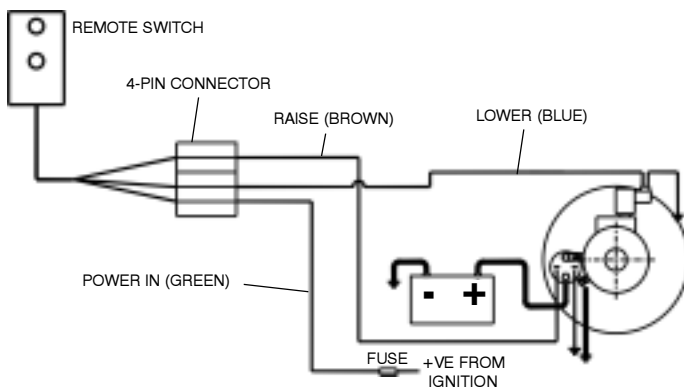 REMOTE SWITCH
4-PIN CONNECTOR
RAISE (BROWN)
LOWER (BLUE)
POWER IN (GREEN)
- +
FUSE
+VE FROM
IGNITION